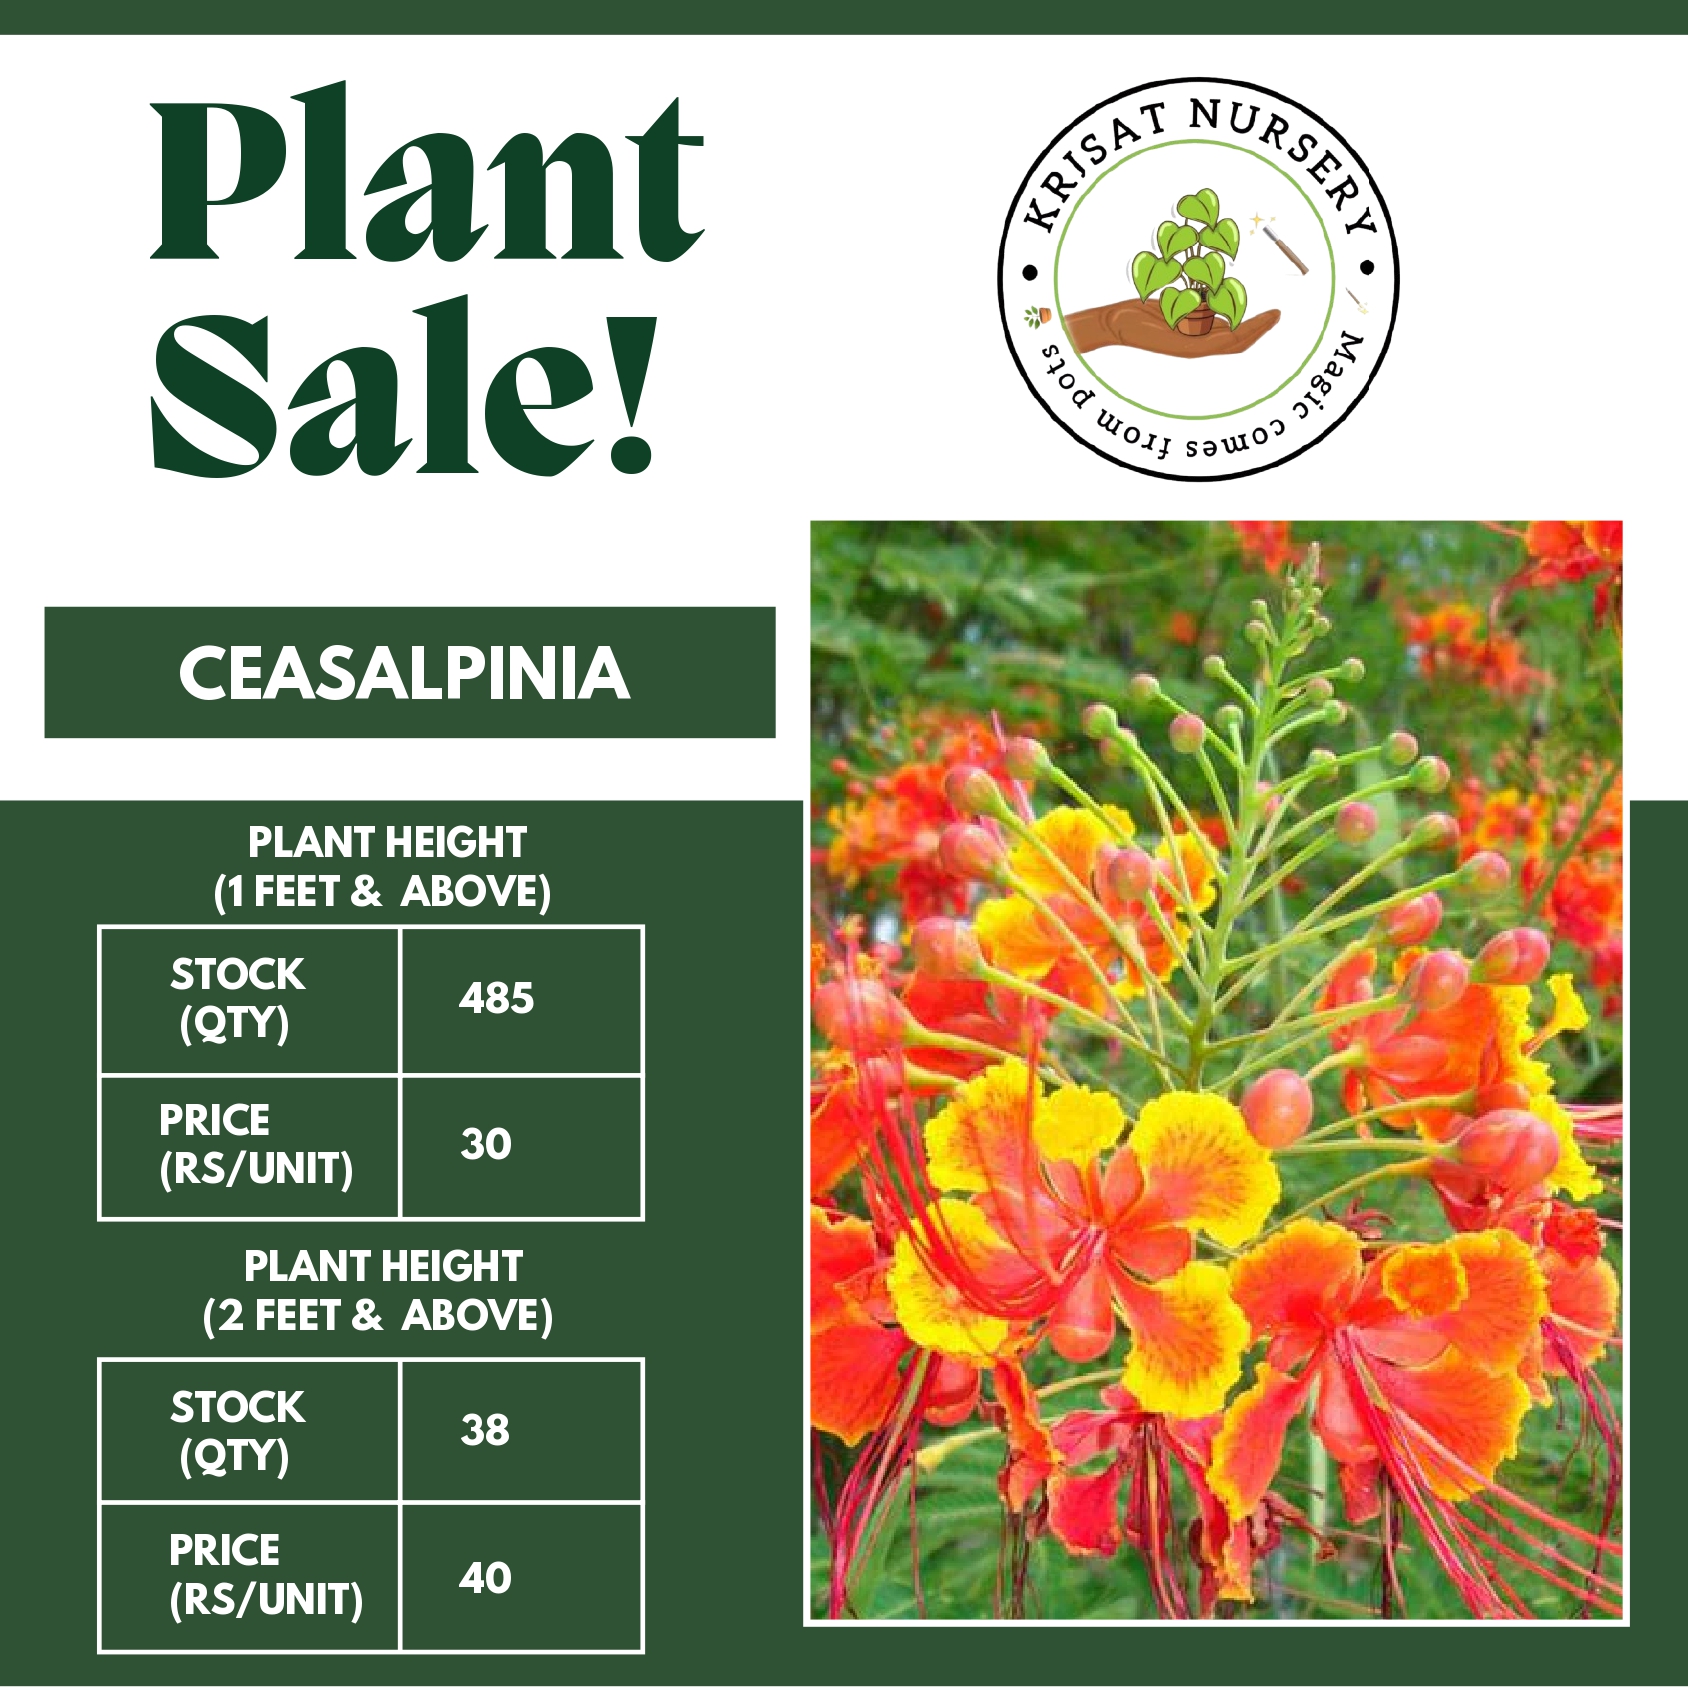 Plant
Sale!
KRISAT NURSERY
Magic comes from pots
CEASALPINIA
PLANT HEIGHT
(1 FEET & ABOVE)
STOCK
(QTY)
485
PRICE
(RS/UNIT)
30
PLANT HEIGHT
(2 FEET & ABOVE)
STOCK
(QTY)
38
PRICE
(RS/UNIT)
40